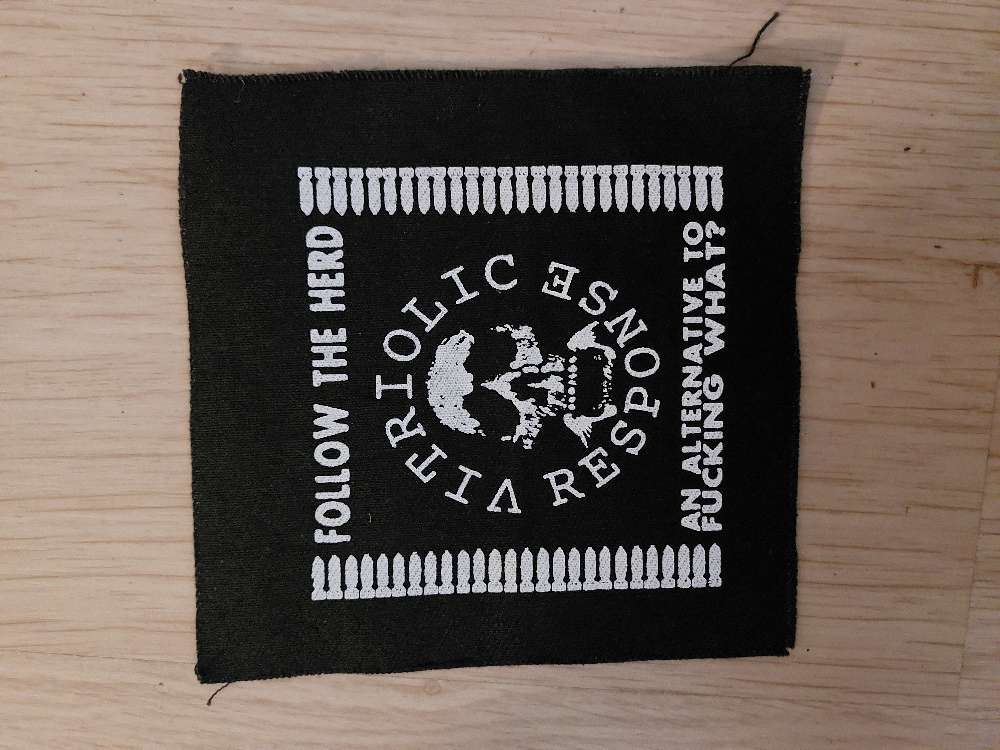 FOLLOW THE HERD
VITRIOLIC
RESPONSE
AN ALTERNATIVE TO
FUCKING WHAT?